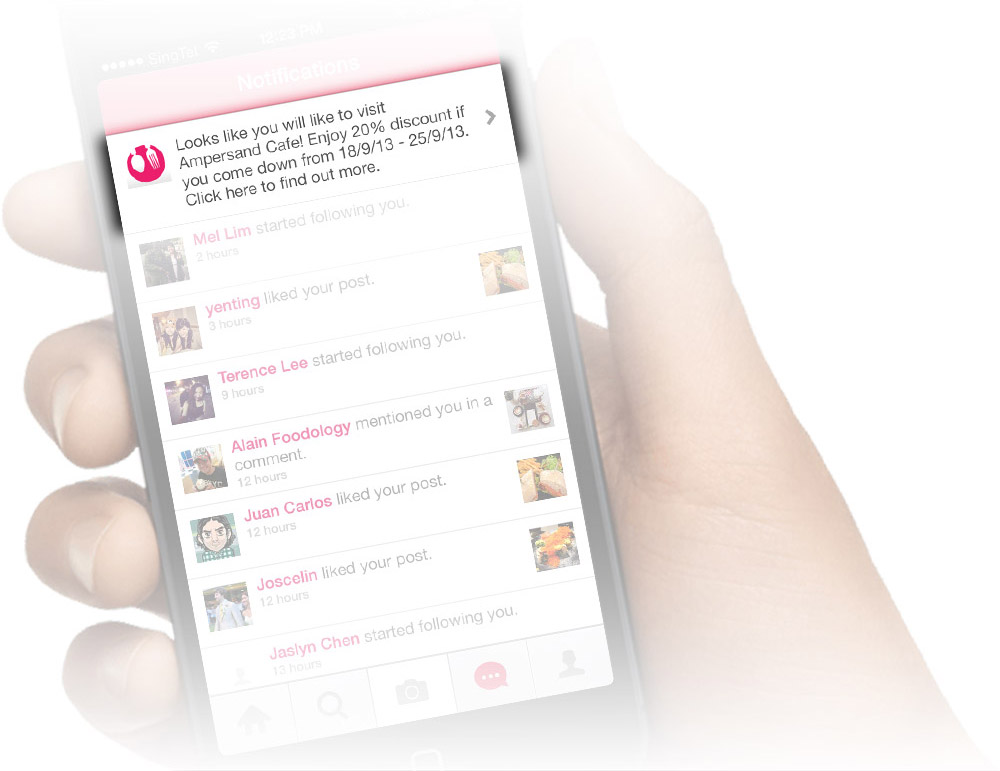 SingTel 12:33 PM
Notifications
Looks like you will like to visit
Ampersand Cafe! Enjoy 20% discount if
you come down from 18/9/13 - 25/9/13.
Click here to find out more.
Mel Lim started following you.
2 hours
yenting liked your post.
3 hours
Terence Lee started following you.
9 hours
Alain Foodology mentioned you in a
comment.
12 hours
Juan Carlos liked your post.
12 hours
Joscelin liked your post.
12 hours
Jaslyn Chen started following you.
13 hours